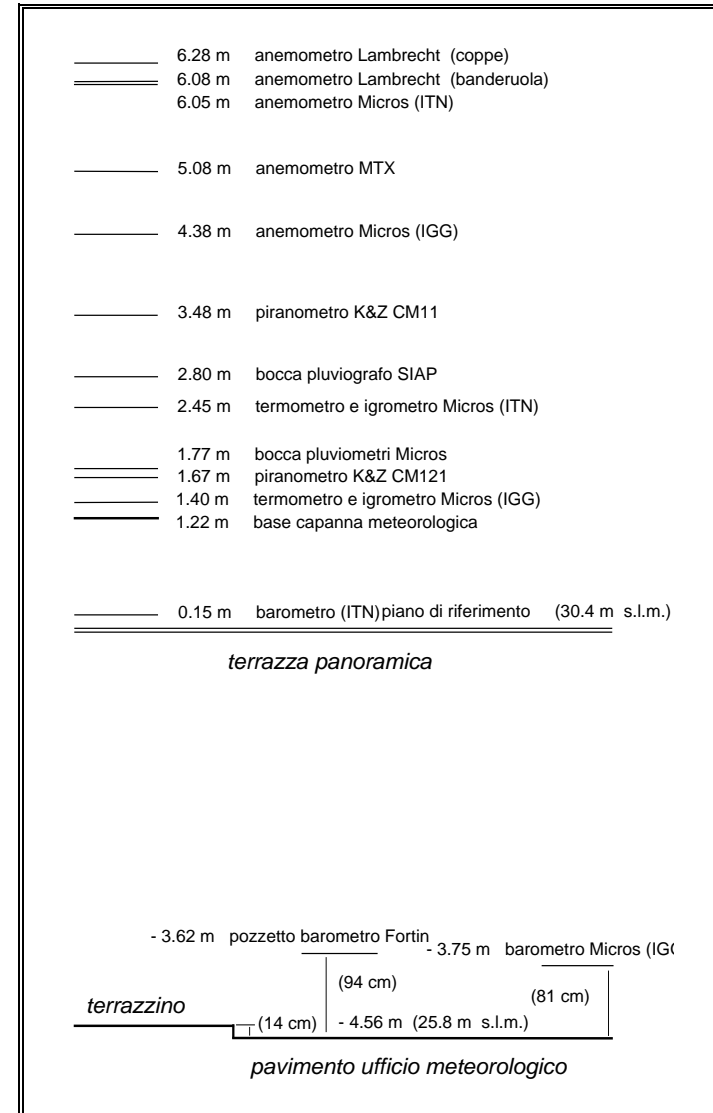 6.28 m anemometro Lambrecht (coppe)
6.08 m anemometro Lambrecht (banderuola)
6.05 m anemometro Micros (ITN)
5.08 m anemometro MTX
4.38 m anemometro Micros (IGG)
3.48 m piranometro K&Z CM11
2.80 m bocca pluviografo SIAP
2.45 m termometro e igrometro Micros (ITN)
1.77 m bocca pluviometri Micros
1.67 m piranometro K&Z CM121
1.40 m termometro e igrometro Micros (IGG)
1.22 m base capanna meteorologica
0.15 m barometro (ITN) piano di riferimento (30.4 m s.l.m.)
terrazza panoramica
- 3.62 m pozzetto barometro Fortin
- 3.75 m barometro Micros (IG
(94 cm)
(81 cm)
terrazzino
(14 cm)
- 4.56 m (25.8 m s.l.m.)
pavimento ufficio meteorologico